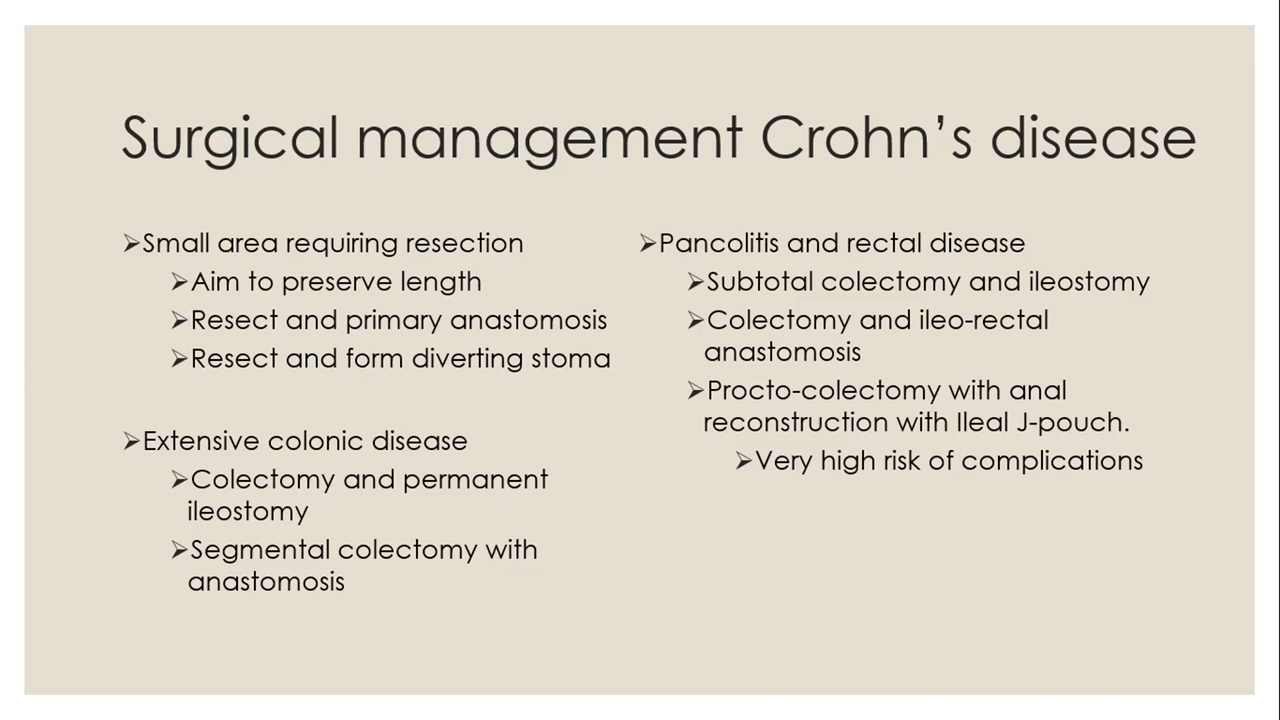 Surgical management Crohn’s disease
➢Small area requiring resection
➢Aim to preserve length
➢Resect and primary anastomosis
➢Resect and form diverting stoma
➢Extensive colonic disease
➢Colectomy and permanent
ileostomy
➢Segmental colectomy with
anastomosis
➢Pancolitis and rectal disease
➢Subtotal colectomy and ileostomy
➢Colectomy and ileo-rectal
anastomosis
➢Procto-colectomy with anal
reconstruction with Ileal J-pouch.
➢Very high risk of complications